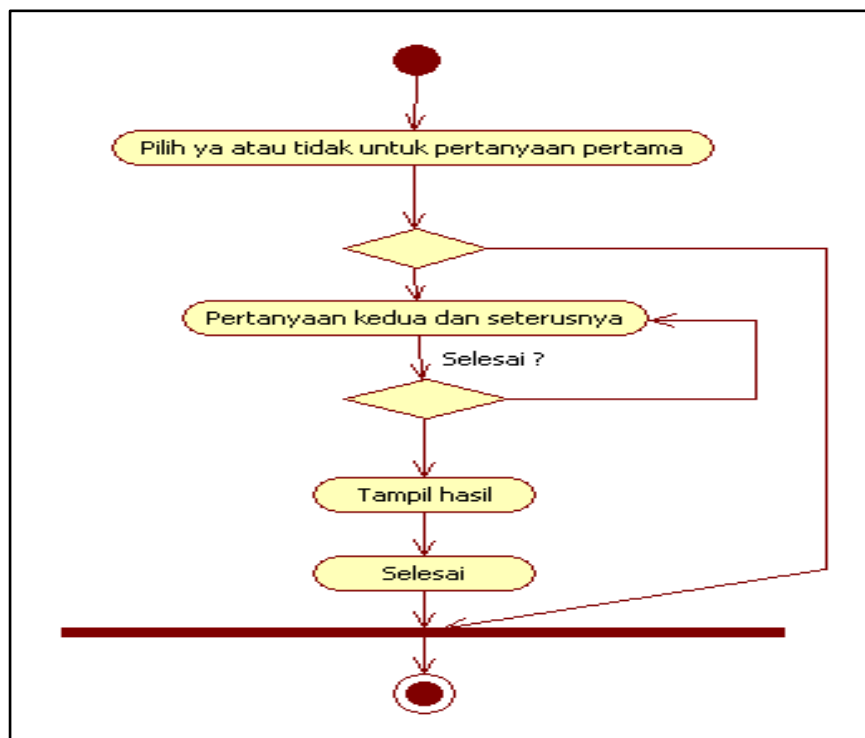 Pilih ya atau tidak untuk pertanyaan pertama
Pertanyaan kedua dan seterusnya
Selesai ?
Tampil hasil
Selesai